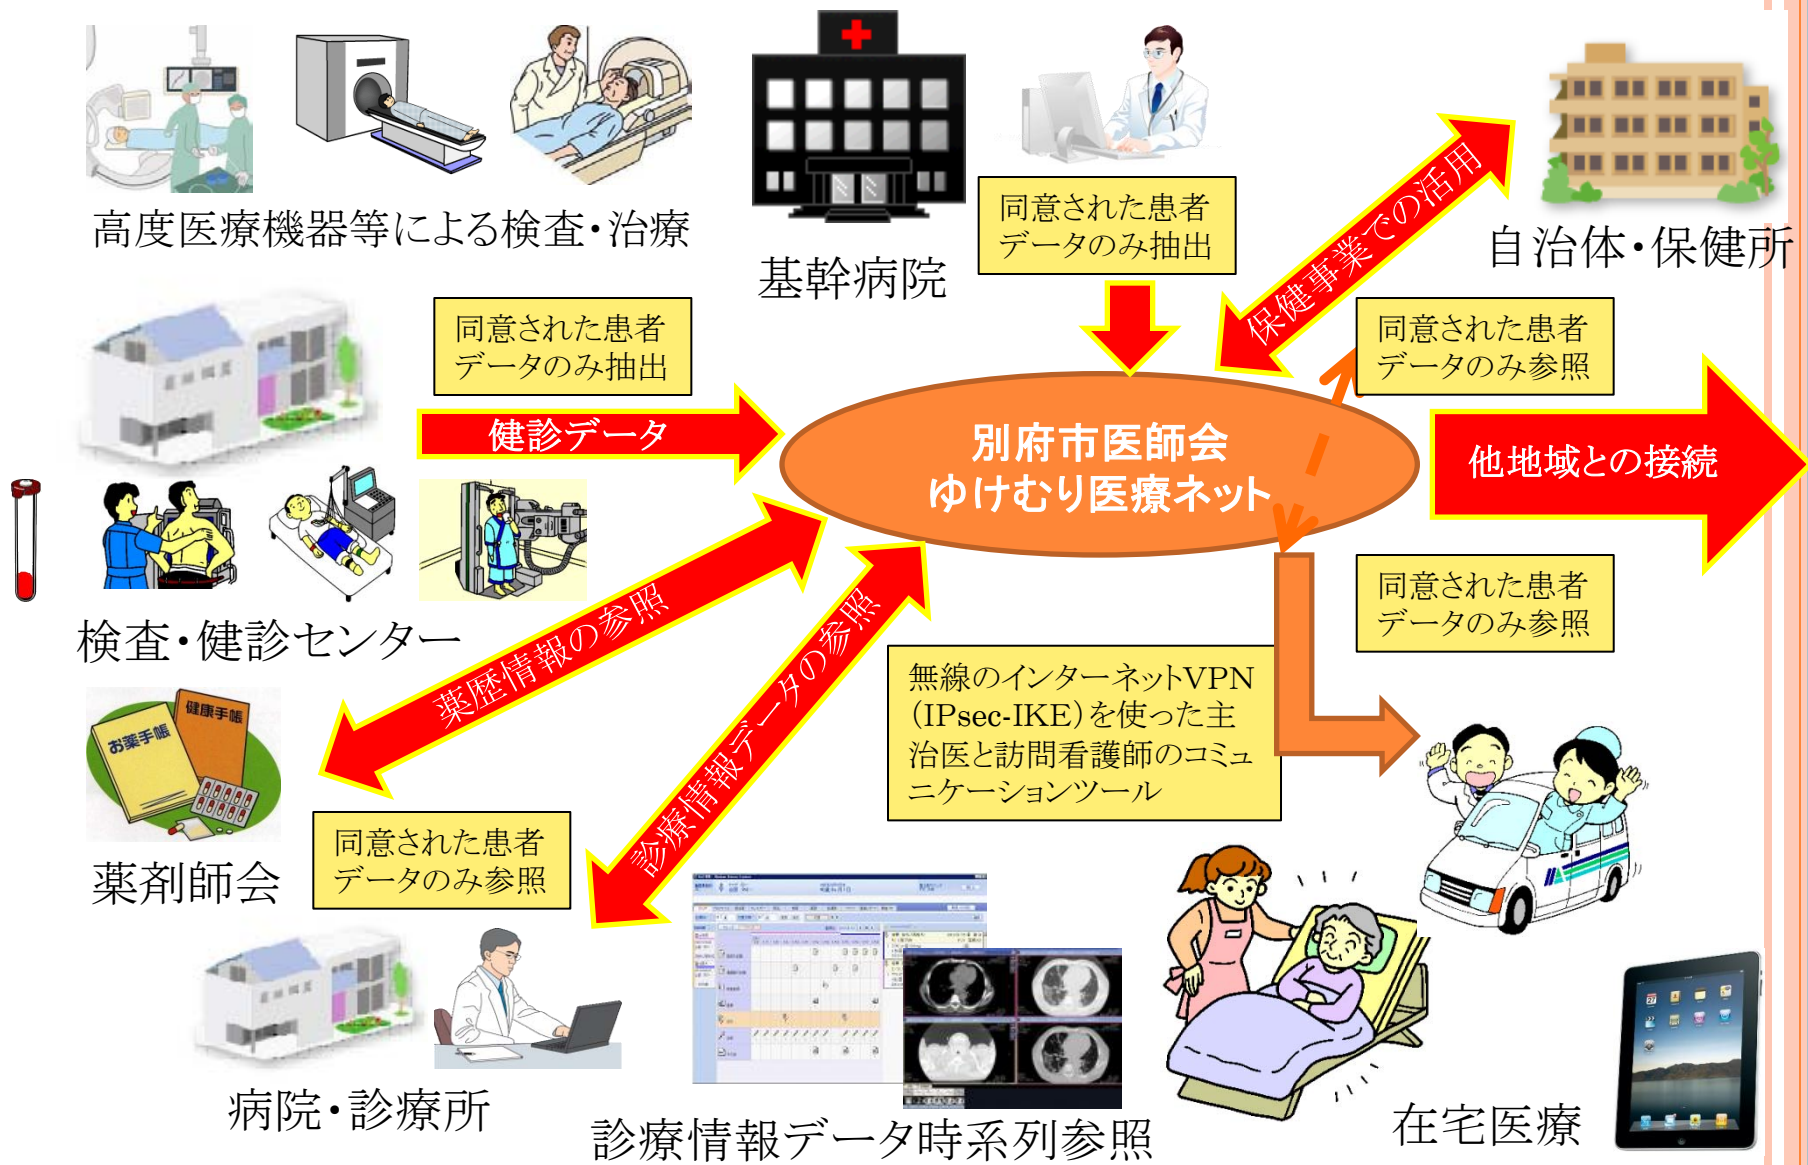 高度医療機器等による検査・治療
基幹病院
同意された患者
データのみ抽出
保健事業での活用
自治体・保健所
同意された患者
データのみ抽出
健診データ
別府市医師会
ゆけむり医療ネット
同意された患者
データのみ参照
他地域との接続
検査・健診センター
薬歴情報の参照
診療情報データの参照
同意された患者
データのみ参照
無線のインターネットVPN
(IPsec-IKE)を使った主
治医と訪問看護師のコミュ
ニケーションツール
健康手帳
お薬手帳
薬剤師会
同意された患者
データのみ参照
病院・診療所
診療情報データ時系列参照
在宅医療